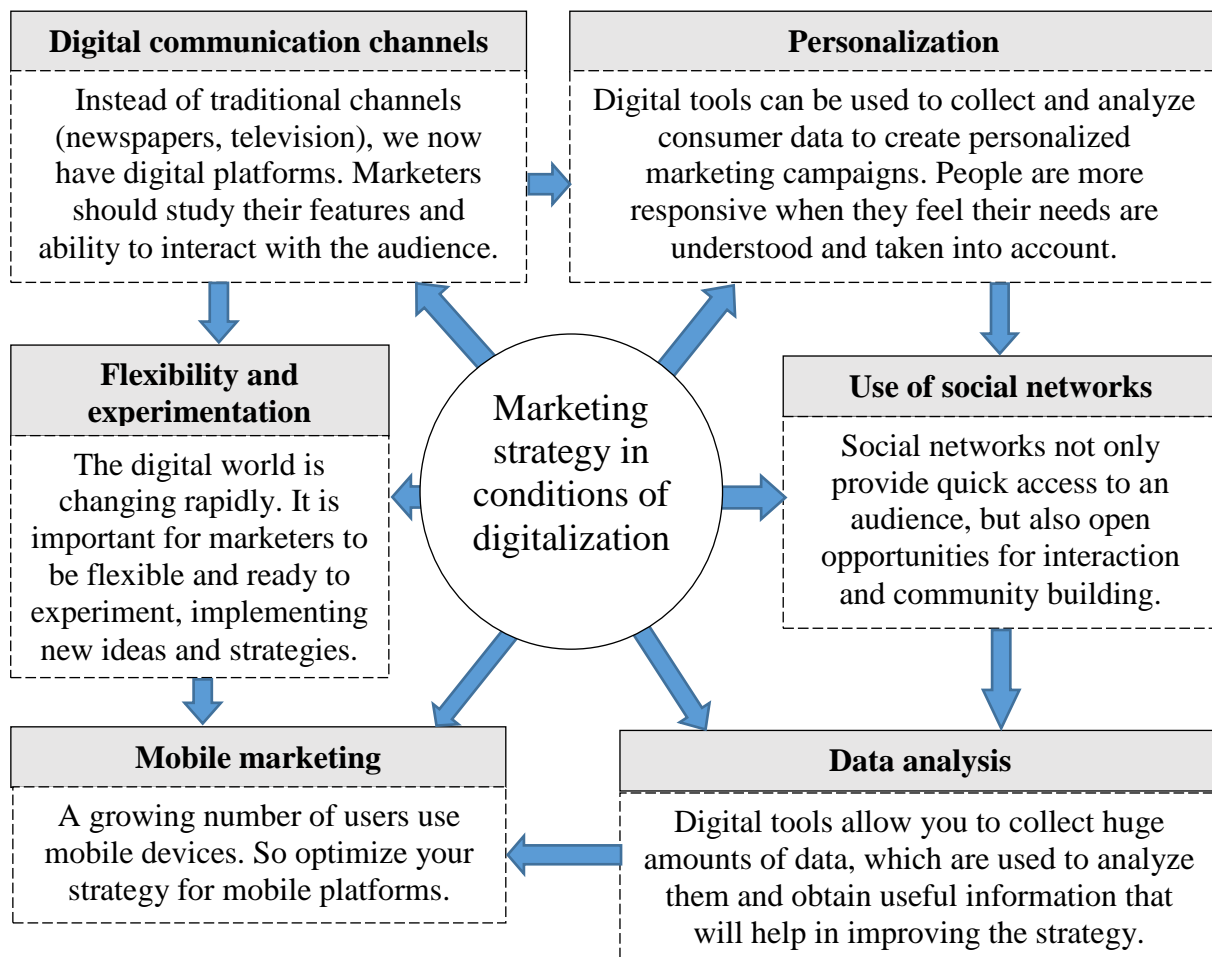 Digital communication channels
Instead of traditional channels
(newspapers, television), we now
have digital platforms. Marketers
should study their features and
ability to interact with the audience.
Personalization
Digital tools can be used to collect and analyze
consumer data to create personalized
marketing campaigns. People are more
responsive when they feel their needs are
understood and taken into account.
Flexibility and
experimentation
The digital world is
changing rapidly. It is
important for marketers to
be flexible and ready to
experiment, implementing
new ideas and strategies.
Marketing
strategy in
conditions of
digitalization
Use of social networks
Social networks not only
provide quick access to an
audience, but also open
opportunities for interaction
and community building.
Mobile marketing
A growing number of users use
mobile devices. So optimize your
strategy for mobile platforms.
Data analysis
Digital tools allow you to collect huge
amounts of data, which are used to analyze
them and obtain useful information that
will help in improving the strategy.